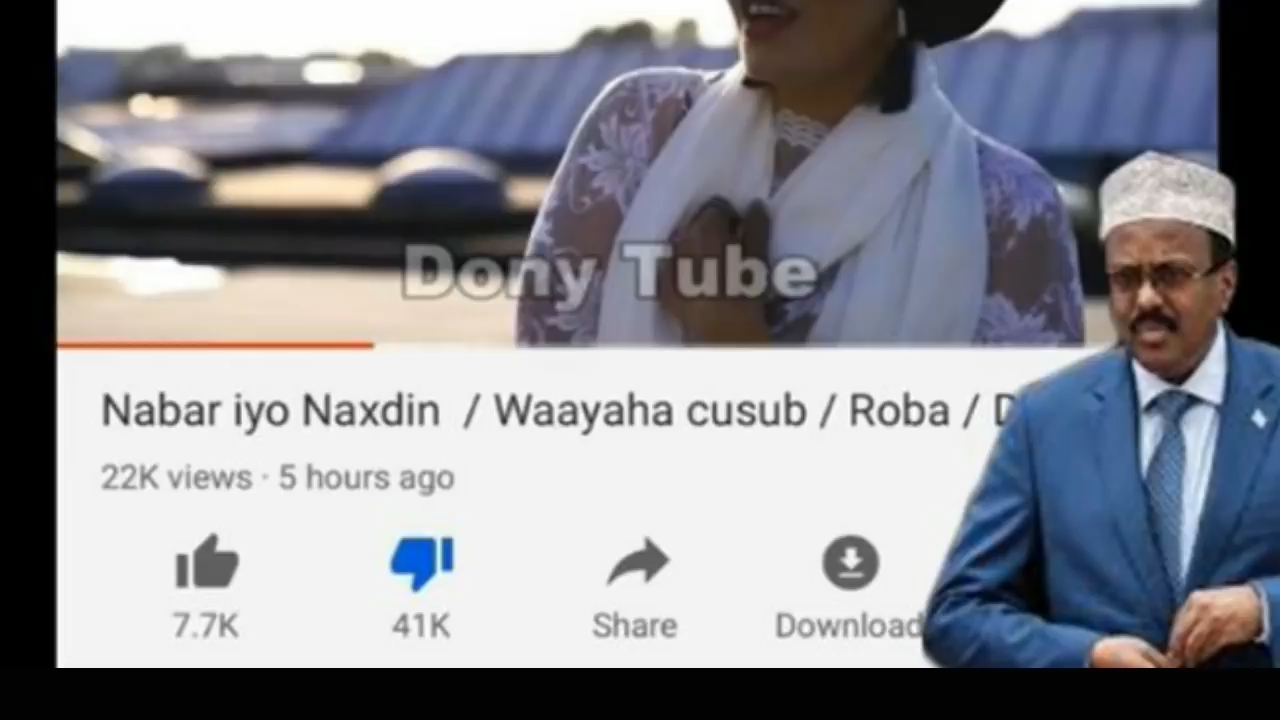 Dony Tube
Nabar iyo Naxdin / Waayaha cusub / Roba / D
22K views · 5 hours ago
7.7K 41K Share Download